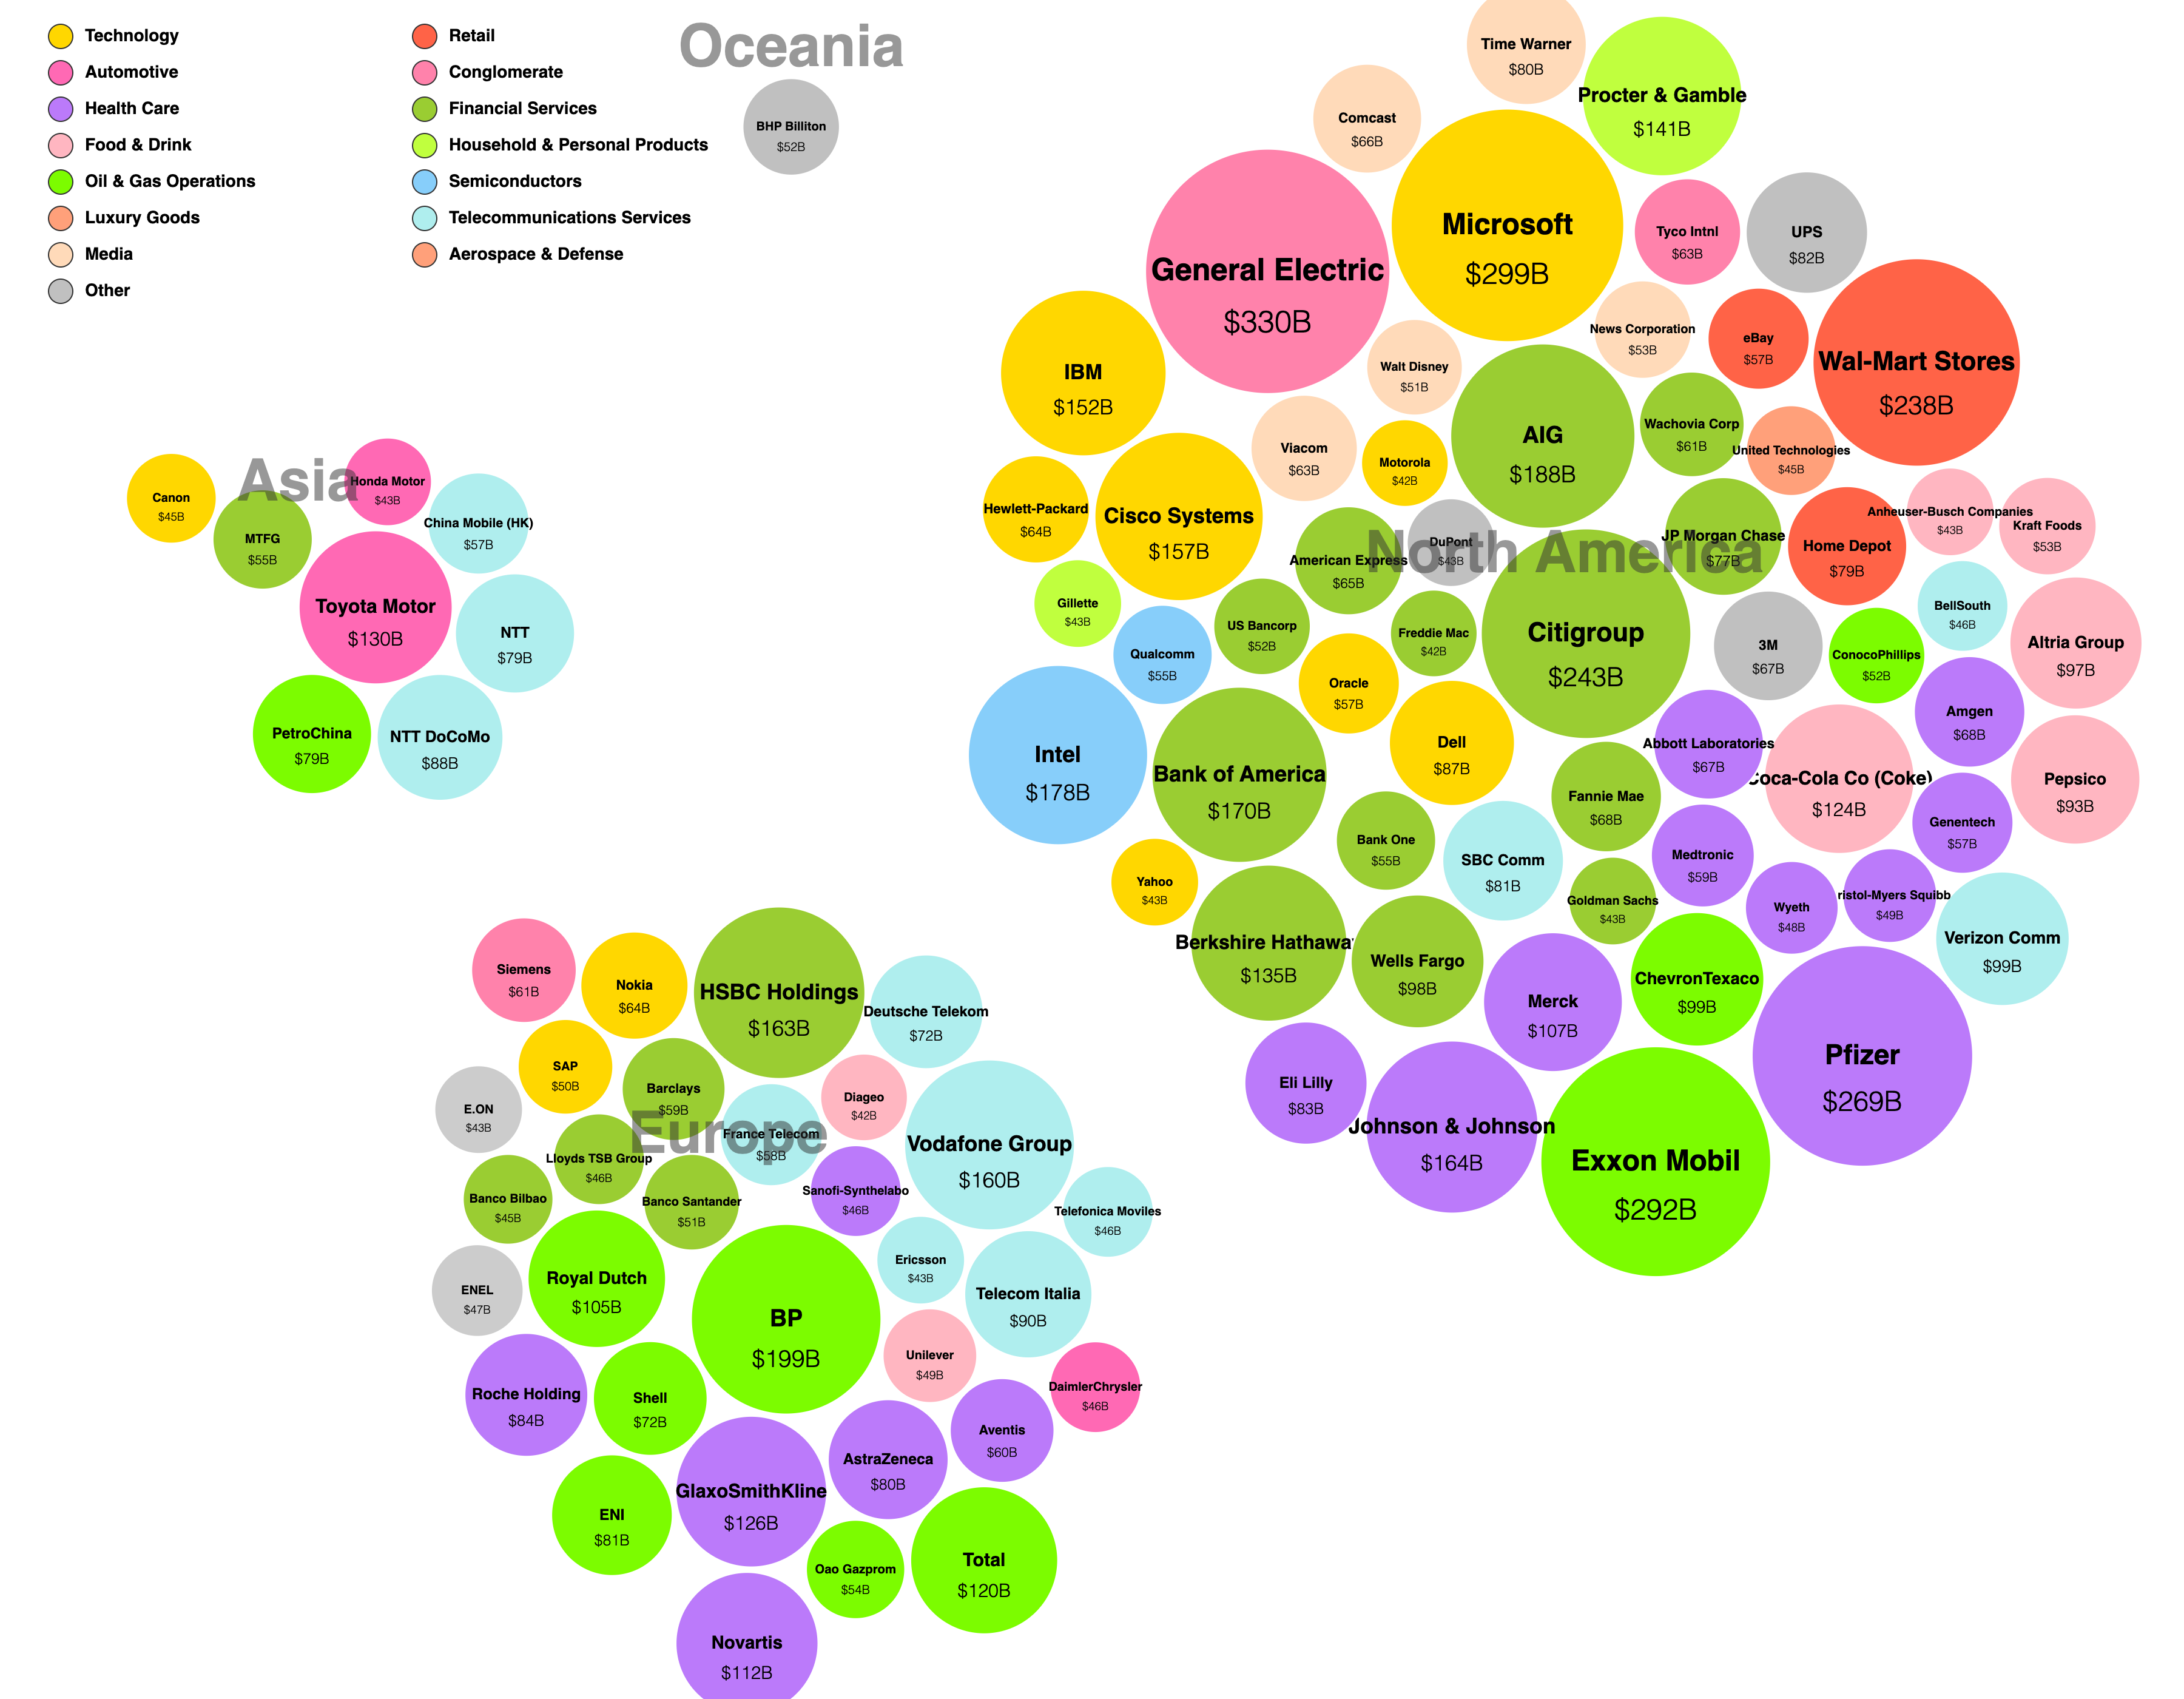 Technology
Automotive
Health Care
Food & Drink
Oil & Gas Operations
Luxury Goods
Media
Other
Retail
Conglomerate
Financial Services
Household & Personal Products
Semiconductors
Telecommunications Services
Aerospace & Defense
Oceania
BHP Billiton
$52B
Asia
Canon
$45B
MTFG
$55B
Honda Motor
$43B
China Mobile (HK)
$57B
Toyota Motor
$130B
NTT
$79B
PetroChina
$79B
NTT DoCoMo
$88B
North America
Time Warner
$80B
Procter & Gamble
$141B
Comcast
$66B
Microsoft
$299B
General Electric
$330B
Tyco Intnl
$63B
UPS
$82B
News Corporation
$53B
eBay
$57B
Wal-Mart Stores
$238B
IBM
$152B
Walt Disney
$51B
Viacom
$63B
Motorola
$42B
AIG
$188B
Wachovia Corp
$61B
United Technologies
$45B
Hewlett-Packard
$64B
Cisco Systems
$157B
American Express
$65B
DuPont
$43B
JP Morgan Chase
$77B
Home Depot
$79B
Anheuser-Busch Companies
$43B
Kraft Foods
$53B
Gillette
$43B
Qualcomm
$55B
US Bancorp
$52B
Freddie Mac
$42B
Citigroup
$243B
3M
$67B
ConocoPhillips
$52B
BellSouth
$46B
Altria Group
$97B
Oracle
$57B
Dell
$87B
Intel
$178B
Bank of America
$170B
Abbott Laboratories
$67B
Coca-Cola Co (Coke)
$124B
Amgen
$68B
Pepsico
$93B
Fannie Mae
$68B
Genentech
$57B
Bank One
$55B
SBC Comm
$81B
Medtronic
$59B
Yahoo
$43B
Goldman Sachs
$43B
Wyeth
$48B
ristol-Myers Squibb
$49B
Verizon Comm
$99B
Berkshire Hathaway
$135B
Wells Fargo
$98B
Merck
$107B
ChevronTexaco
$99B
Pfizer
$269B
Eli Lilly
$83B
Johnson & Johnson
$164B
Exxon Mobil
$292B
Europe
Siemens
$61B
Nokia
$64B
HSBC Holdings
$163B
Deutsche Telekom
$72B
SAP
$50B
Barclays
$59B
Diageo
$42B
E.ON
$43B
France Telecom
$58B
Vodafone Group
$160B
Lloyds TSB Group
$46B
Banco Bilbao
$45B
Banco Santander
$51B
Sanofi-Synthelabo
$46B
Telefonica Moviles
$46B
Ericsson
$43B
Royal Dutch
$105B
ENEL
$47B
BP
$199B
Telecom Italia
$90B
Unilever
$49B
Roche Holding
$84B
Shell
$72B
DaimlerChrysler
$46B
Aventis
$60B
AstraZeneca
$80B
GlaxoSmithKline
$126B
ENI
$81B
Oao Gazprom
$54B
Total
$120B
Novartis
$112B